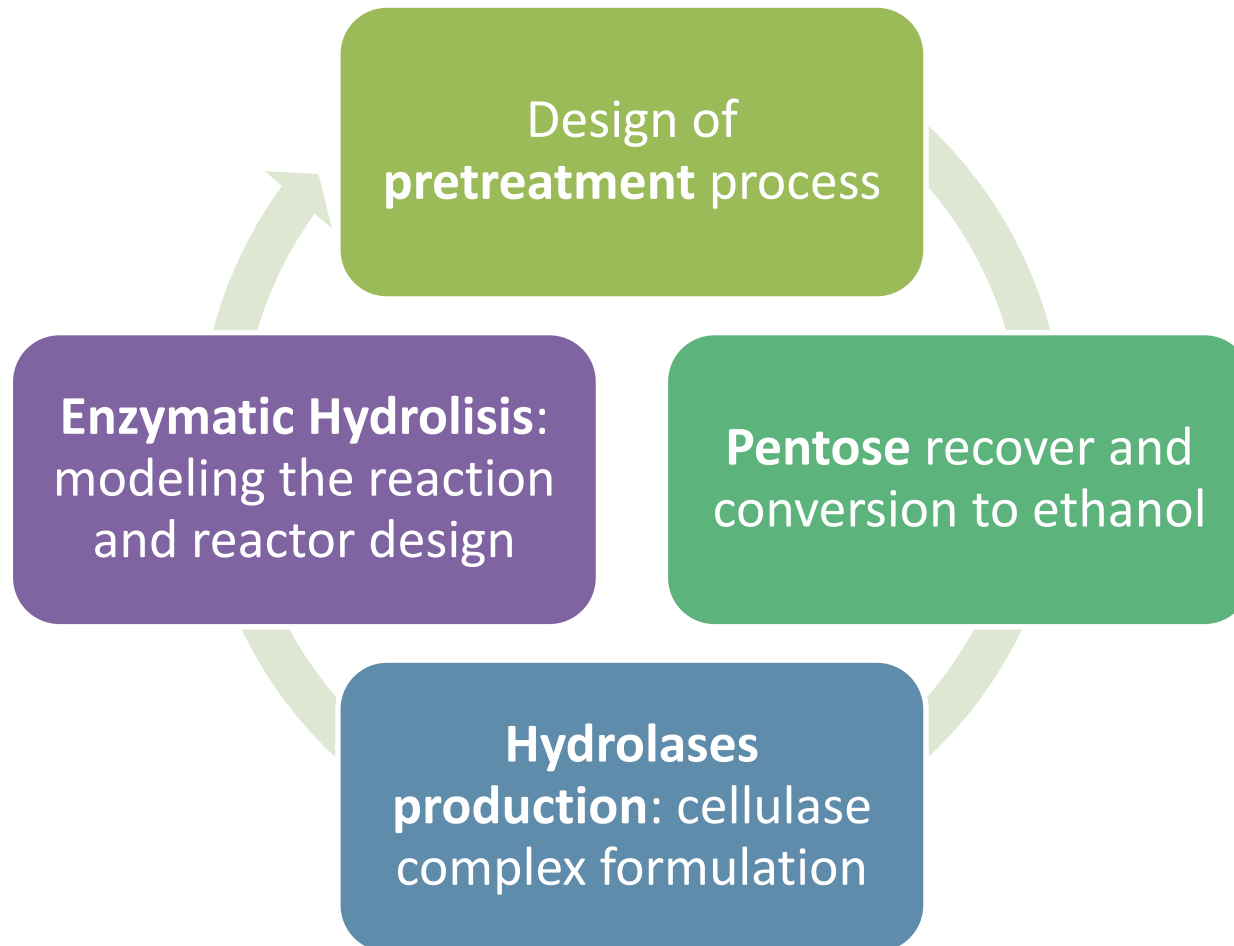 Design of
pretreatment process
Enzymatic Hydrolisis:
modeling the reaction
and reactor design
Pentose recover and
conversion to ethanol
Hydrolases
production: cellulase
complex formulation